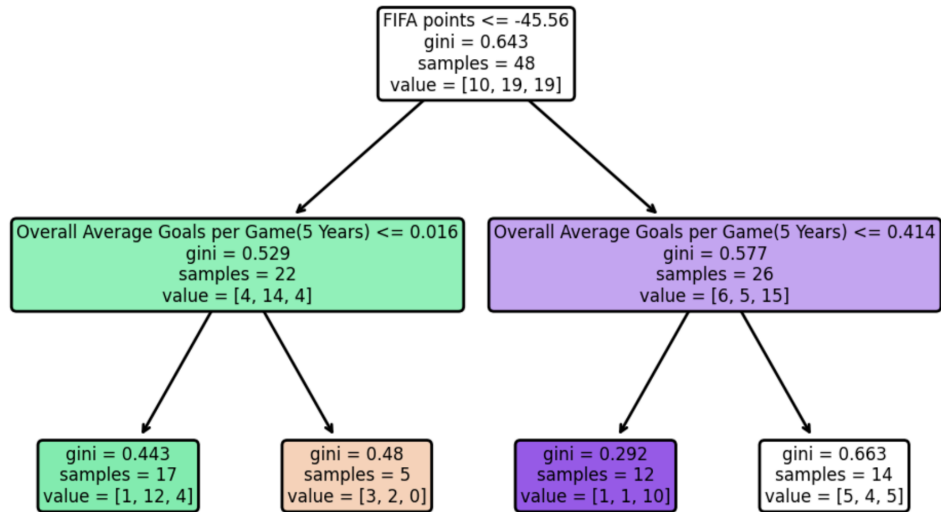 FIFA points <= -45.56
gini = 0.643
samples = 48
value = [10, 19, 19]
Overall Average Goals per Game(5 Years) <= 0.016
gini = 0.529
samples = 22
value = [4, 14, 4]
Overall Average Goals per Game(5 Years) <= 0.414
gini = 0.577
samples = 26
value = [6, 5, 15]
gini = 0.443
samples = 17
value = [1, 12, 4]
gini = 0.48
samples = 5
value = [3, 2, 0]
gini = 0.292
samples = 12
value = [1, 1, 10]
gini = 0.663
samples = 14
value = [5, 4, 5]